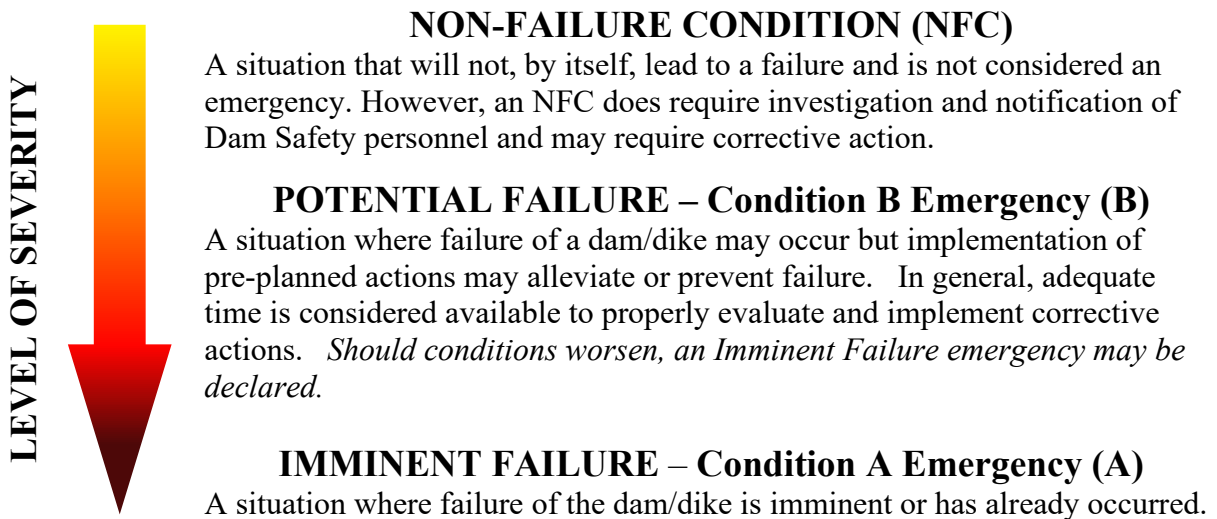 LEVEL OF SEVERITY
NON-FAILURE CONDITION (NFC)
A situation that will not, by itself, lead to a failure and is not considered an
emergency. However, an NFC does require investigation and notification of
Dam Safety personnel and may require corrective action.
POTENTIAL FAILURE – Condition B Emergency (B)
A situation where failure of a dam/dike may occur but implementation of
pre-planned actions may alleviate or prevent failure.   In general, adequate
time is considered available to properly evaluate and implement corrective
actions.   Should conditions worsen, an Imminent Failure emergency may be
declared.
IMMINENT FAILURE – Condition A Emergency (A)
A situation where failure of the dam/dike is imminent or has already occurred.